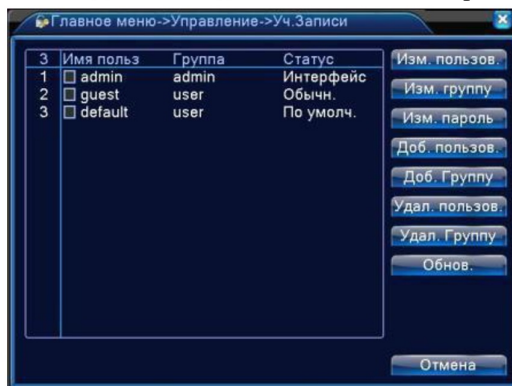 Главное меню->Управление->Уч.Записи
3 Имя польз Группа Статус
1 admin admin Интерфейс
2 guest user Обычн.
3 default user По умолч.
Изм. пользов.
Изм. группу
Изм. пароль
Доб. пользов.
Доб. Группу
Удал. пользов.
Удал. Группу
Обнов.
Отмена